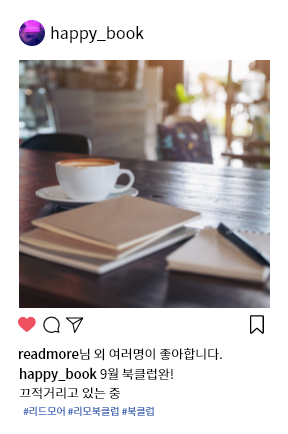 happy_book
readmore님 외 여러명이 좋아합니다.
happy_book 9월 북클럽완!
끄적거리고 있는 중
#리드모어 #리모북클럽 #북클럽